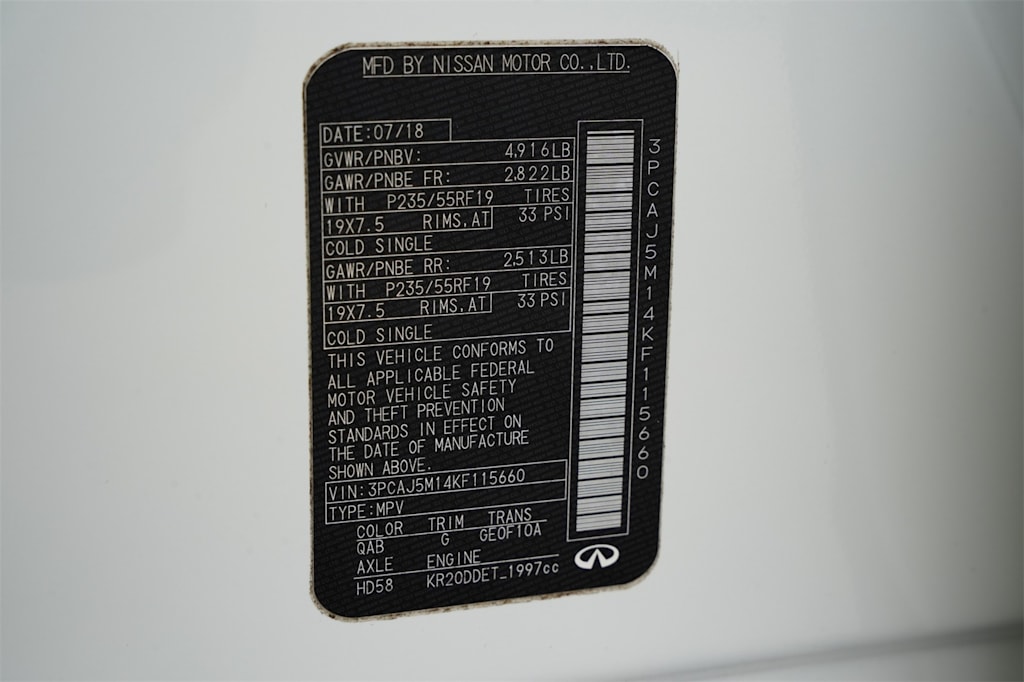 MFD BY NISSAN MOTOR CO.,LTD.
DATE:07/18
GVWR/PNBV: 4,916LB
GAWR/PNBE FR: 2,822LB
WITH P235/55RF19 TIRES
19X7.5 RIMS,AT 33 PSI
COLD SINGLE
GAWR/PNBE RR: 2,513LB
WITH P235/55RF19 TIRES
19X7.5 RIMS,AT 33 PSI
COLD SINGLE
THIS VEHICLE CONFORMS TO
ALL APPLICABLE FEDERAL
MOTOR VEHICLE SAFETY
AND THEFT PREVENTION
STANDARDS IN EFFECT ON
THE DATE OF MANUFACTURE
SHOWN ABOVE.
VIN:3PCAJ5M14KF115660
TYPE:MPV
COLOR TRIM TRANS
QAB G GEOF10A
AXLE ENGINE
HD58 KR20DDET_1997cc
3PCAJ5M14KF115660